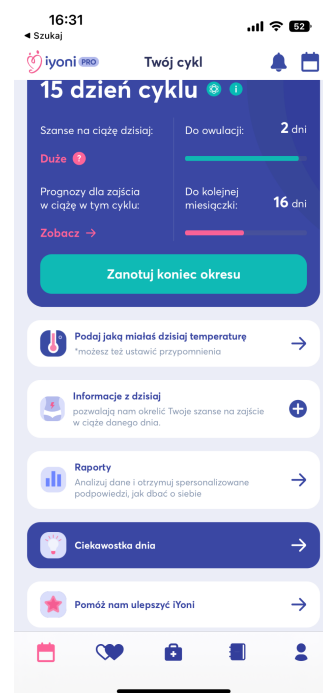 16:31
52
◀ Szukaj
iyoni PRO
Twój cykl
15 dzień cyklu
i
Szanse na ciążę dzisiaj:
Duże ?
Do owulacji: 2 dni
Prognozy dla zajścia
w ciążę w tym cyklu:
Zobacz →
Do kolejnej
miesiączki: 16 dni
Zanotuj koniec okresu
Podaj jaką miałaś dzisiaj temperaturę
*możesz też ustawić przypomnienia
Informacje z dzisiaj
pozwalają nam okrelić Twoje szanse na zajście
w ciąże danego dnia.
Raporty
Analizuj dane i otrzymuj spersonalizowane
podpowiedzi, jak dbać o siebie
Ciekawostka dnia
Pomóż nam ulepszyć iYoni